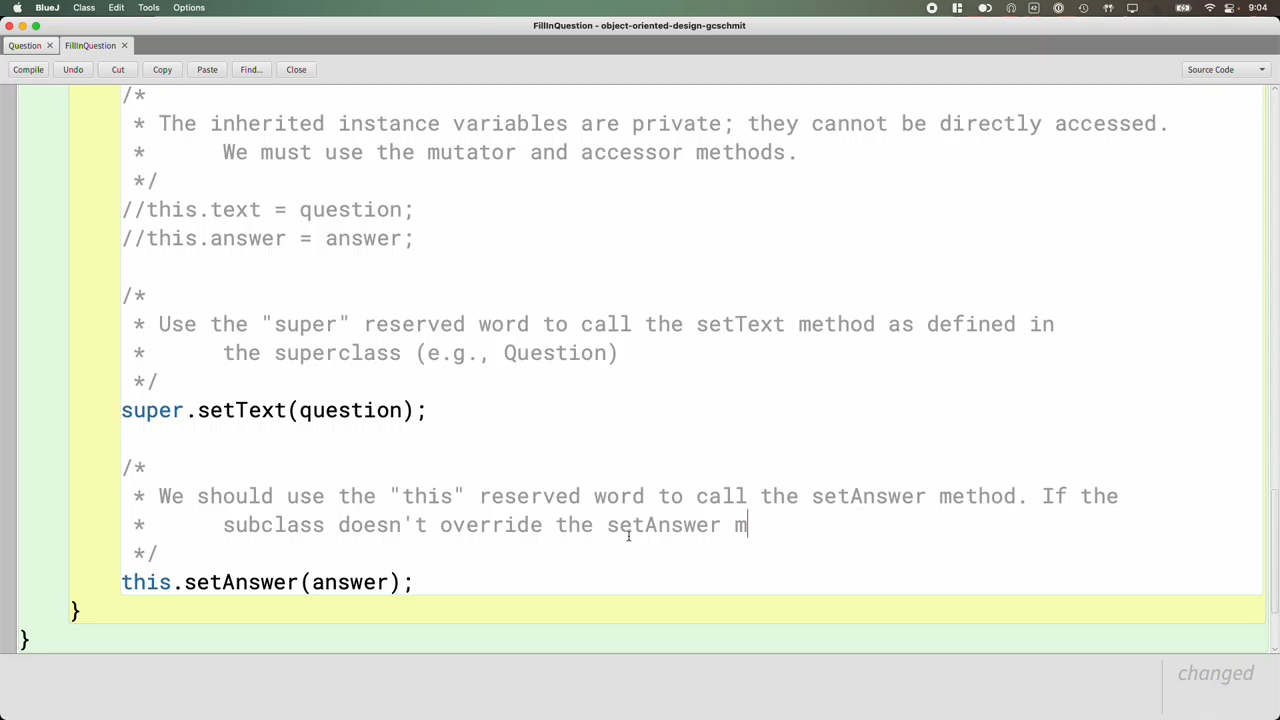 BlueJ Class Edit Tools Options 9:04
FillInQuestion - object-oriented-design-gcschmit
Question × FillInQuestion ×
Compile Undo Cut Copy Paste Find... Close Source Code
/*
* The inherited instance variables are private; they cannot be directly accessed.
* We must use the mutator and accessor methods.
*/
//this.text = question;
//this.answer = answer;
/*
* Use the "super" reserved word to call the setText method as defined in
* the superclass (e.g., Question)
*/
super.setText(question);
/*
* We should use the "this" reserved word to call the setAnswer method. If the
* subclass doesn't override the setAnswer m
*/
this.setAnswer(answer);
}
}
changed